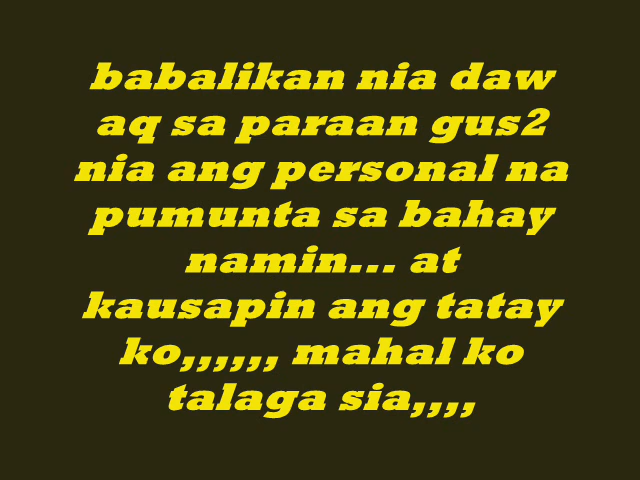 babalikan nia daw
aq sa paraan gus2
nia ang personal na
pumunta sa bahay
namin... at
kausapin ang tatay
ko,,,,,, mahal ko
talaga sia,,,,